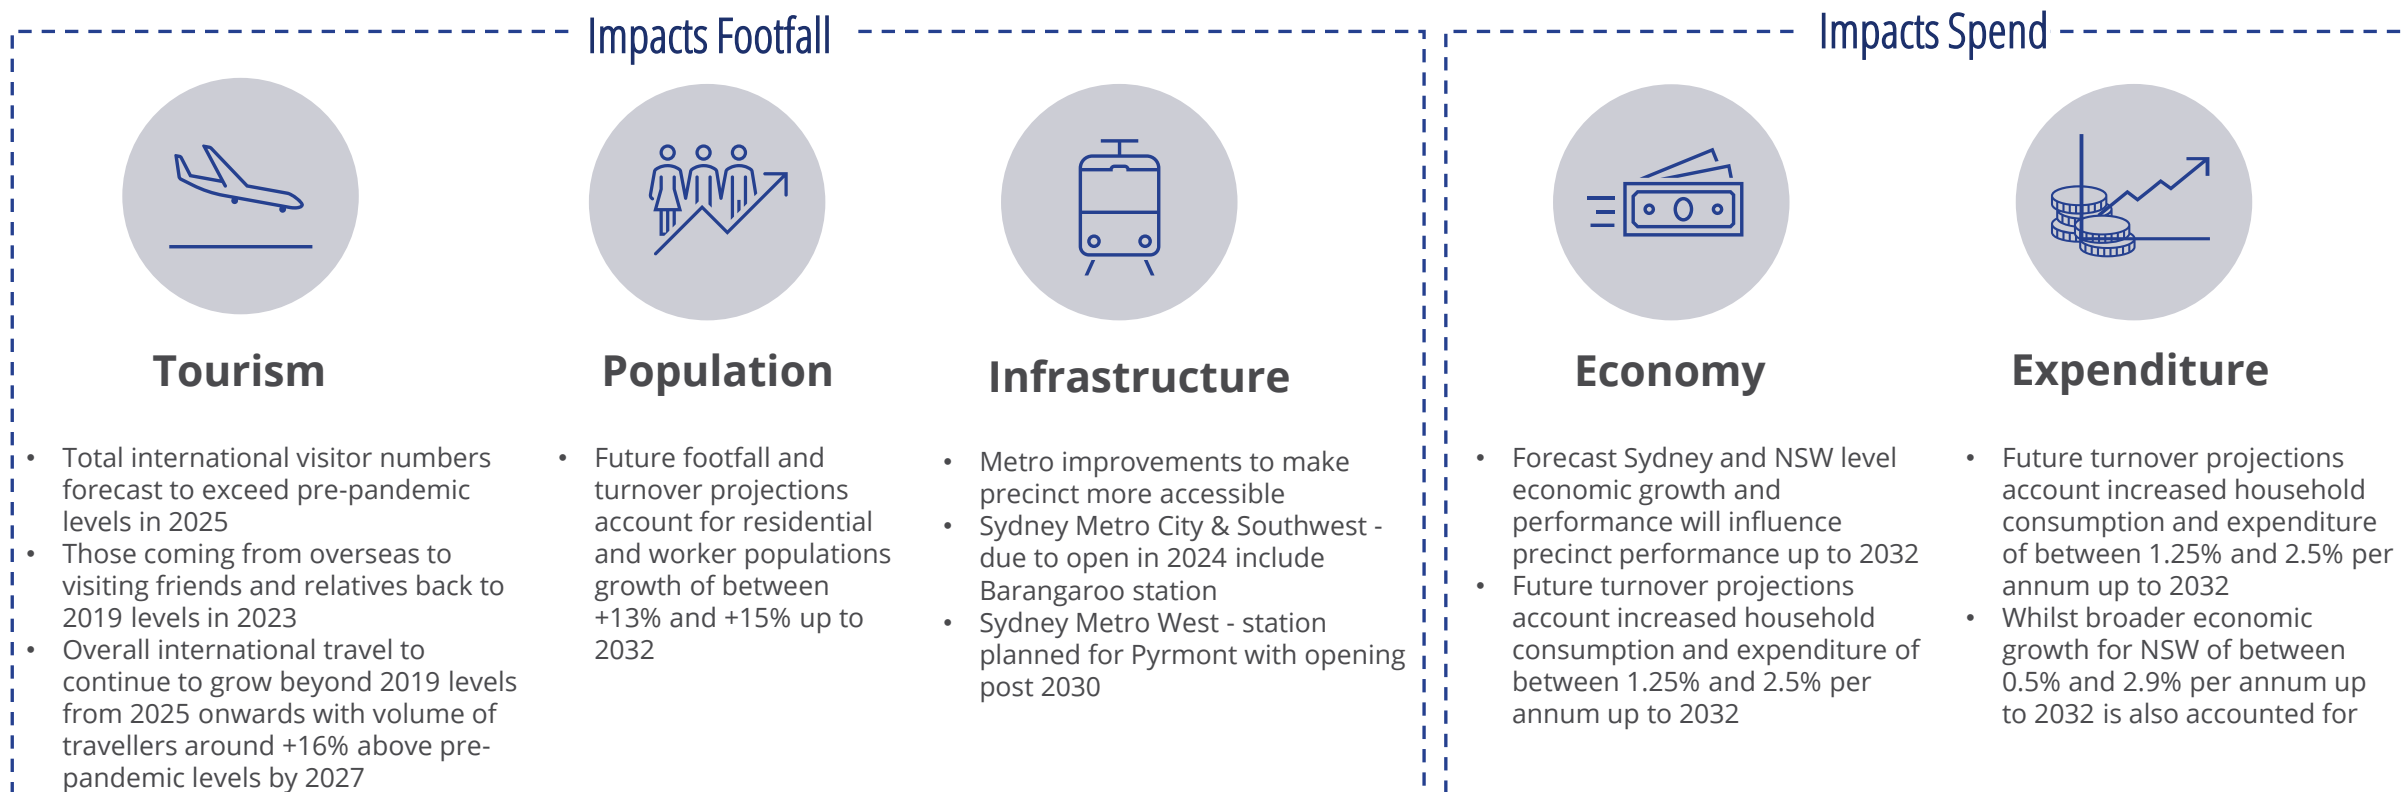 Impacts Footfall
Impacts Spend
Tourism
• Total international visitor numbers
forecast to exceed pre-pandemic
levels in 2025
• Those coming from overseas to
visiting friends and relatives back to
2019 levels in 2023
• Overall international travel to
continue to grow beyond 2019 levels
from 2025 onwards with volume of
travellers around +16% above pre-
pandemic levels by 2027
Population
• Future footfall and
turnover projections
account for residential
and worker populations
growth of between
+13% and +15% up to
2032
Infrastructure
• Metro improvements to make
precinct more accessible
• Sydney Metro City & Southwest -
due to open in 2024 include
Barangaroo station
• Sydney Metro West - station
planned for Pyrmont with opening
post 2030
Economy
• Forecast Sydney and NSW level
economic growth and
performance will influence
precinct performance up to 2032
• Future turnover projections
account increased household
consumption and expenditure of
between 1.25% and 2.5% per
annum up to 2032
Expenditure
• Future turnover projections
account increased household
consumption and expenditure
of between 1.25% and 2.5% per
annum up to 2032
• Whilst broader economic
growth for NSW of between
0.5% and 2.9% per annum up
to 2032 is also accounted for